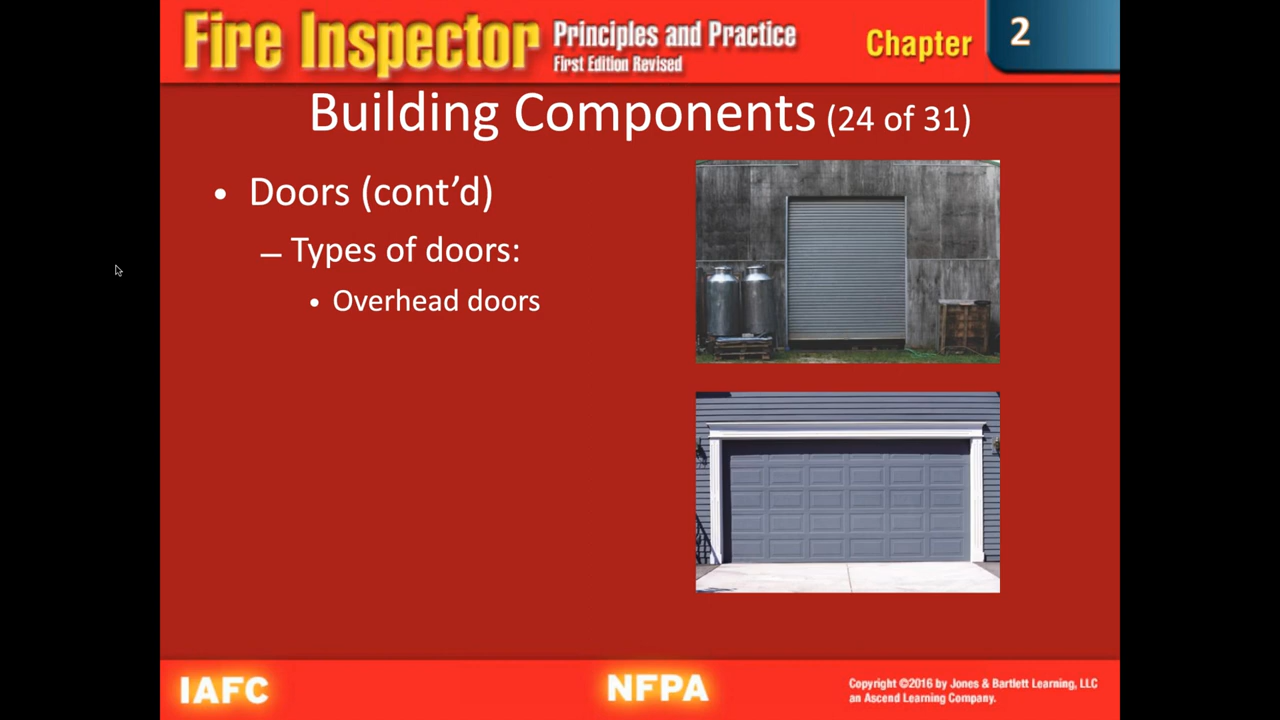 Fire Inspector
Principles and Practice
First Edition Revised
Chapter 2
Building Components (24 of 31)
• Doors (cont’d)
– Types of doors:
• Overhead doors
IAFC
NFPA
Copyright ©2016 by Jones & Bartlett Learning, LLC
an Ascend Learning Company.